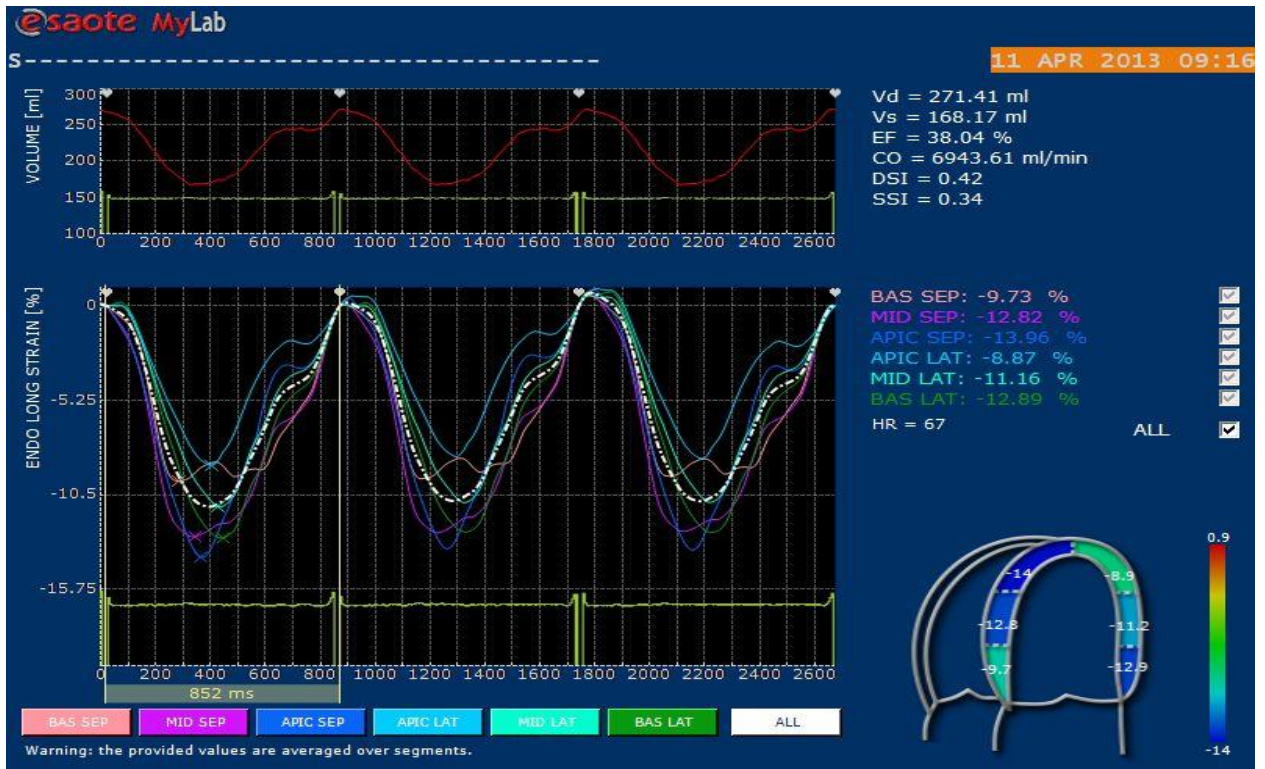 esaote MyLab
S-------------------------------------
11 APR 2013 09:16
VOLUME [ml]
300
250
200
150
100
0 200 400 600 800 1000 1200 1400 1600 1800 2000 2200 2400 2600
Vd = 271.41 ml
Vs = 168.17 ml
EF = 38.04 %
CO = 6943.61 ml/min
DSI = 0.42
SSI = 0.34
ENDO LONG STRAIN [%]
0
-5.25
-10.5
-15.75
0 200 400 600 800 1000 1200 1400 1600 1800 2000 2200 2400 2600
852 ms
BAS SEP: -9.73 %
MID SEP: -12.82 %
APIC SEP: -13.96 %
APIC LAT: -8.87 %
MID LAT: -11.16 %
BAS LAT: -12.89 %
HR = 67
ALL
0.9
-14 -8.9
-12.8 -11.2
-9.7 -12.9
-14
BAS SEP MID SEP APIC SEP APIC LAT MID LAT BAS LAT ALL
Warning: the provided values are averaged over segments.